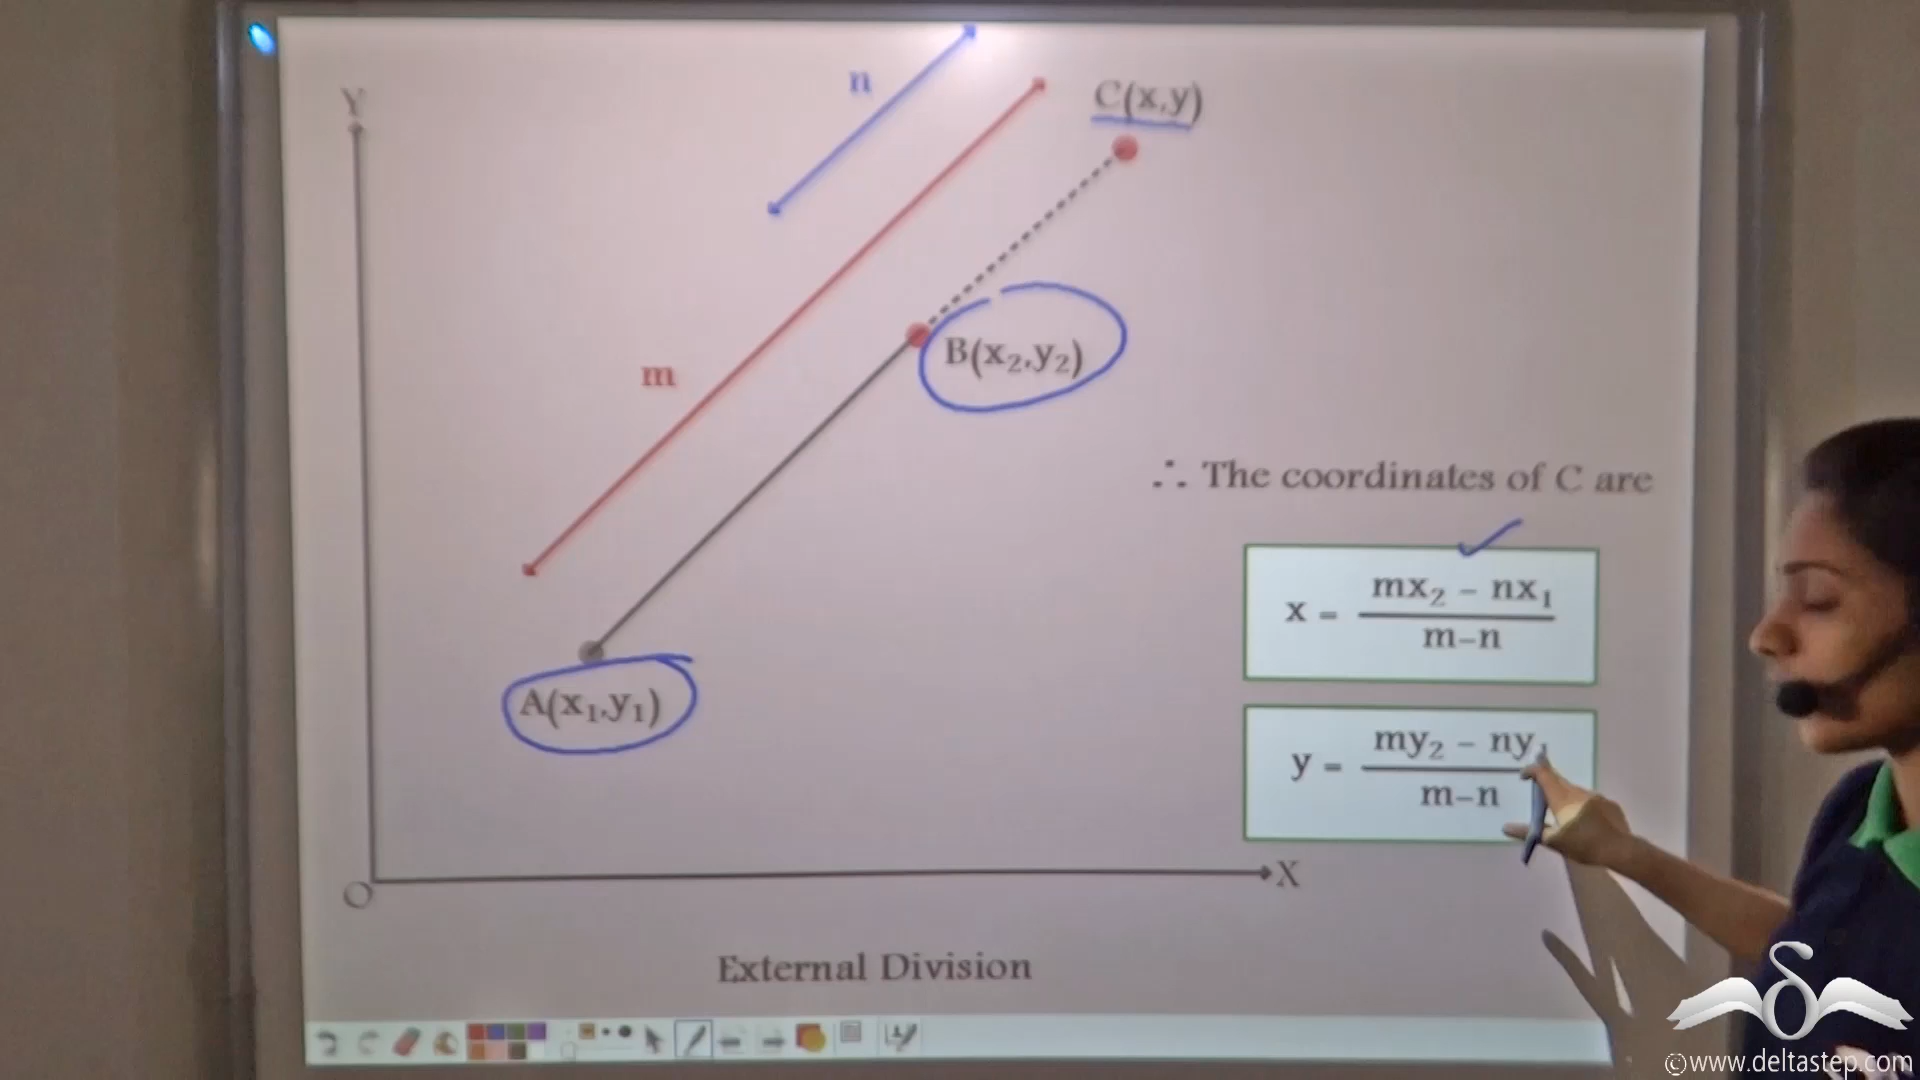 Y
n
C(x,y)
m
B(x₂,y₂)
A(x₁,y₁)
∴ The coordinates of C are
x = mx₂ – nx₁
m–n
y = my₂ – ny₁
m–n
O
X
External Division
©www.deltastep.com